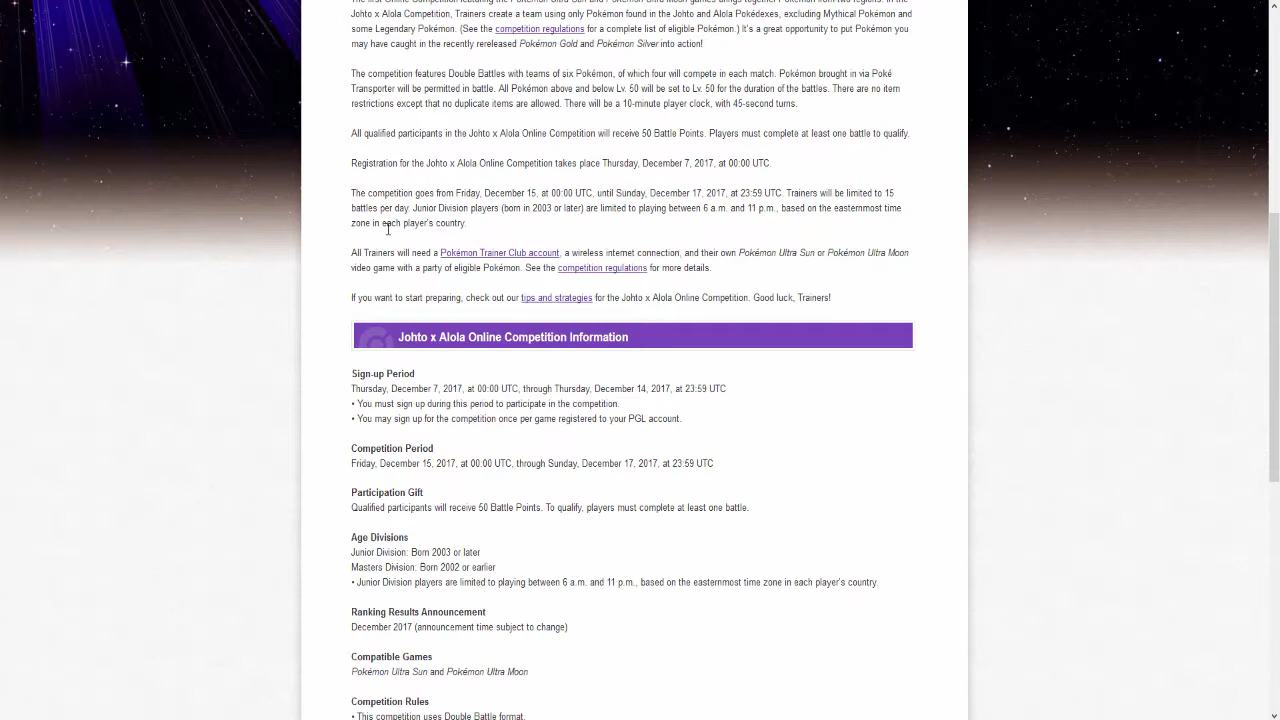 Johto x Alola Competition, Trainers create a team using only Pokémon found in the Johto and Alola Pokédexes, excluding Mythical Pokémon and
some Legendary Pokémon. (See the competition regulations for a complete list of eligible Pokémon.) It's a great opportunity to put Pokémon you
may have caught in the recently rereleased Pokémon Gold and Pokémon Silver into action!
The competition features Double Battles with teams of six Pokémon, of which four will compete in each match. Pokémon brought in via Poké
Transporter will be permitted in battle. All Pokémon above and below Lv. 50 will be set to Lv. 50 for the duration of the battles. There are no item
restrictions except that no duplicate items are allowed. There will be a 10-minute player clock, with 45-second turns.
All qualified participants in the Johto x Alola Online Competition will receive 50 Battle Points. Players must complete at least one battle to qualify.
Registration for the Johto x Alola Online Competition takes place Thursday, December 7, 2017, at 00:00 UTC.
The competition goes from Friday, December 15, at 00:00 UTC, until Sunday, December 17, 2017, at 23:59 UTC. Trainers will be limited to 15
battles per day. Junior Division players (born in 2003 or later) are limited to playing between 6 a.m. and 11 p.m., based on the easternmost time
zone in each player's country.
All Trainers will need a Pokémon Trainer Club account, a wireless internet connection, and their own Pokémon Ultra Sun or Pokémon Ultra Moon
video game with a party of eligible Pokémon. See the competition regulations for more details.
If you want to start preparing, check out our tips and strategies for the Johto x Alola Online Competition. Good luck, Trainers!
Johto x Alola Online Competition Information
Sign-up Period
Thursday, December 7, 2017, at 00:00 UTC, through Thursday, December 14, 2017, at 23:59 UTC
• You must sign up during this period to participate in the competition.
• You may sign up for the competition once per game registered to your PGL account.
Competition Period
Friday, December 15, 2017, at 00:00 UTC, through Sunday, December 17, 2017, at 23:59 UTC
Participation Gift
Qualified participants will receive 50 Battle Points. To qualify, players must complete at least one battle.
Age Divisions
Junior Division: Born 2003 or later
Masters Division: Born 2002 or earlier
• Junior Division players are limited to playing between 6 a.m. and 11 p.m., based on the easternmost time zone in each player's country.
Ranking Results Announcement
December 2017 (announcement time subject to change)
Compatible Games
Pokémon Ultra Sun and Pokémon Ultra Moon
Competition Rules
• This competition uses Double Battle format.